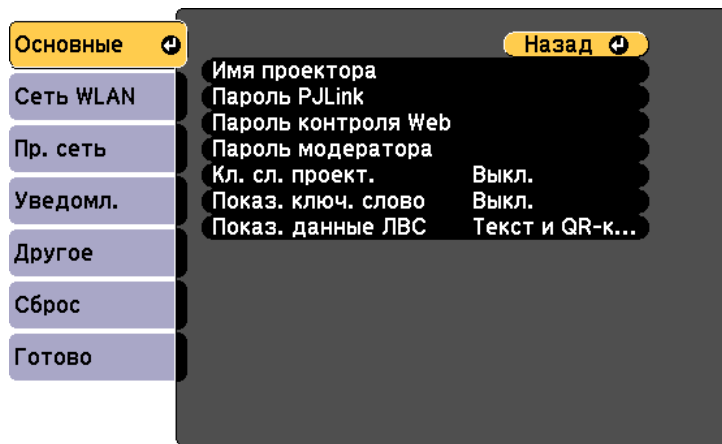 Основные
Сеть WLAN
Пр. сеть
Уведомл.
Другое
Сброс
Готово
Назад
Имя проектора
Пароль PJLink
Пароль контроля Web
Пароль модератора
Кл. сл. проект. Выкл.
Показ. ключ. слово Выкл.
Показ. данные ЛВС Текст и QR-к...